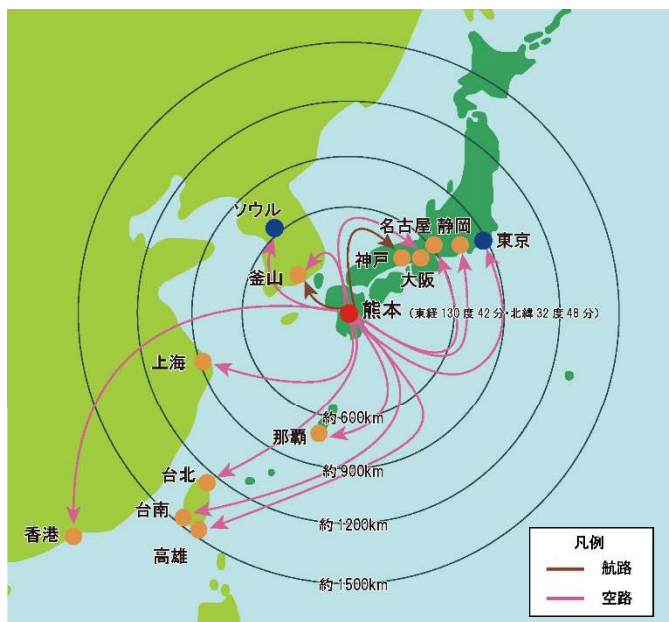 ソウル
名古屋
静岡
東京
神戸
大阪
釜山
熊本
(東経130度42分・北緯32度48分)
上海
約600km
那覇
約900km
台北
台南
約1200km
香港
高雄
約1500km
凡例
航路
空路